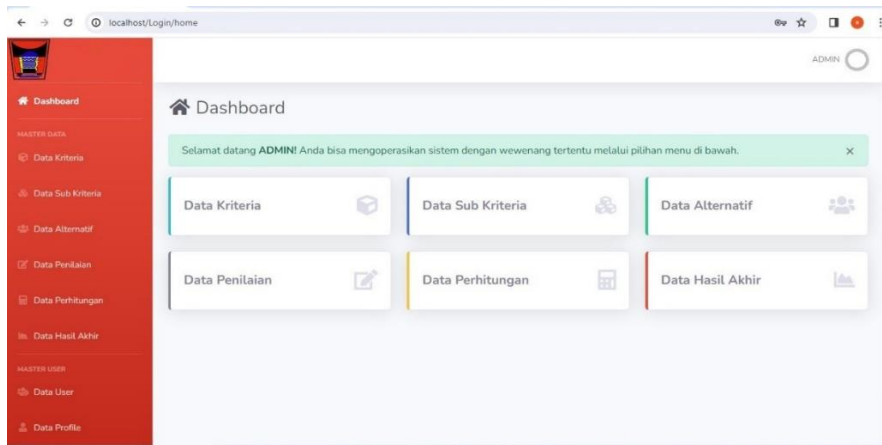 localhost/Login/home
ADMIN
Dashboard
MASTER DATA
Data Kriteria
Data Sub Kriteria
Data Alternatif
Data Penilaian
Data Perhitungan
Data Hasil Akhir
MASTER USER
Data User
Data Profile
Dashboard
Selamat datang ADMIN! Anda bisa mengoperasikan sistem dengan wewenang tertentu melalui pilihan menu di bawah. ×
Data Kriteria Data Sub Kriteria Data Alternatif
Data Penilaian Data Perhitungan Data Hasil Akhir